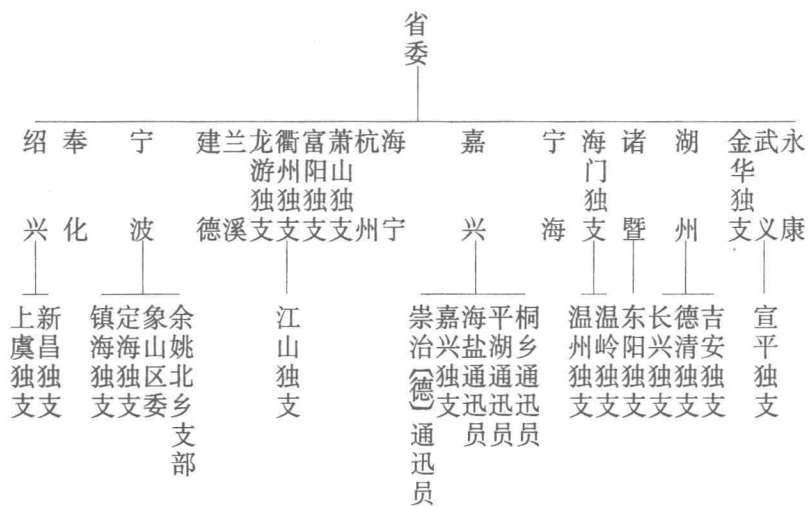 省委
绍兴
奉化
宁波
建德
兰溪
龙游独支
衢州独支
富阳独支
萧山独支
杭州
海宁
嘉兴
宁海
海门独支
诸暨
湖州
金华独支
武义
永康
上虞独支
新昌独支
镇海独支
定海独支
象山区委
余姚北乡支部
江山独支
崇治〔德〕通迅员
嘉兴独支
海盐通迅员
平湖通迅员
桐乡通迅员
温州独支
温岭独支
东阳独支
长兴独支
德清独支
吉安独支
宣平独支